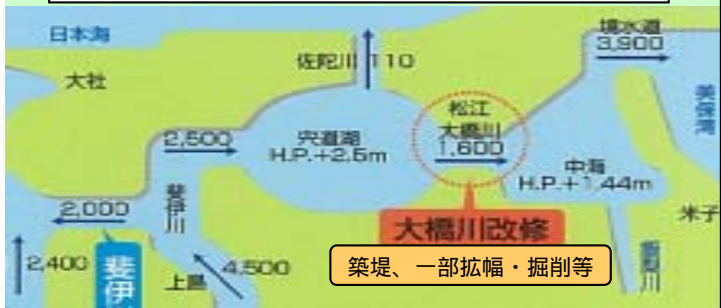 日本海
境水道
3,900
佐陀川
110
大社
松江
大橋川
1,600
美保湾
2,500
宍道湖
H.P.+2.5m
中海
H.P.+1.44m
斐伊川
2,000
米子
大橋川改修
築堤、一部拡幅・掘削等
2,400
斐伊
上島
4,500
飯梨川